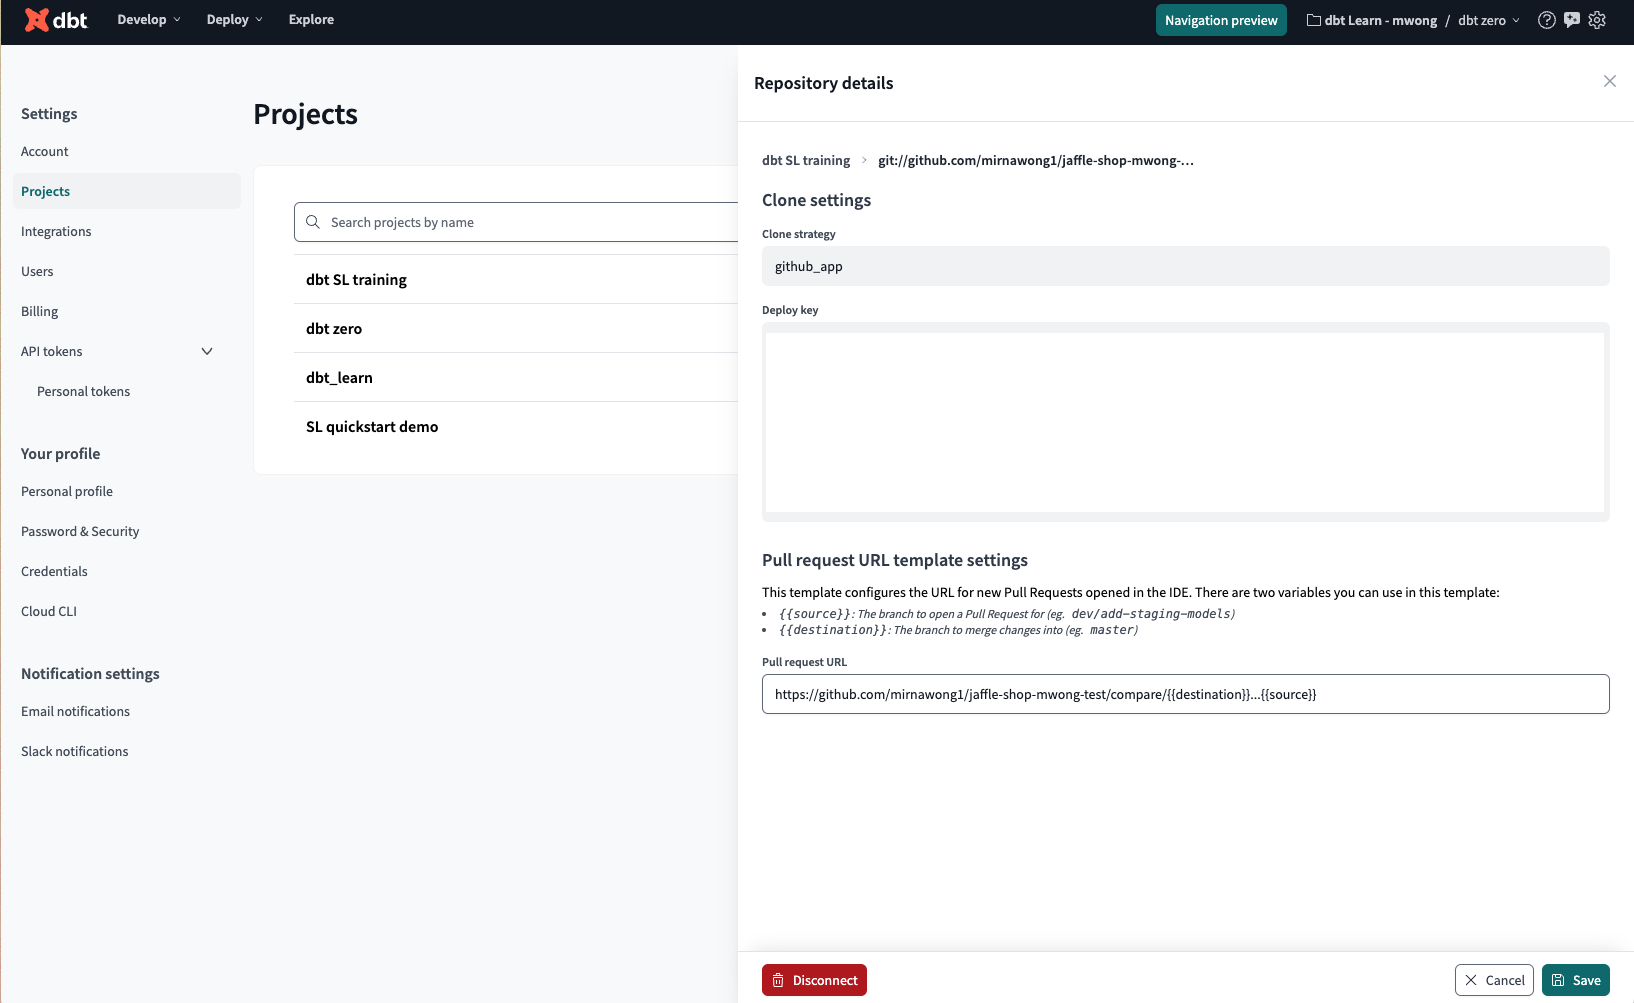 dbt Develop Deploy Explore Navigation preview dbt Learn - mwong / dbt zero
Settings
Account
Projects
Integrations
Users
Billing
API tokens
Personal tokens
Your profile
Personal profile
Password & Security
Credentials
Cloud CLI
Notification settings
Email notifications
Slack notifications
Projects
Search projects by name
dbt SL training
dbt zero
dbt_learn
SL quickstart demo
Repository details
dbt SL training > git://github.com/mirnawong1/jaffle-shop-mwong-...
Clone settings
Clone strategy
github_app
Deploy key
Pull request URL template settings
This template configures the URL for new Pull Requests opened in the IDE. There are two variables you can use in this template:
• {{source}}: The branch to open a Pull Request for (eg. dev/add-staging-models)
• {{destination}}: The branch to merge changes into (eg. master)
Pull request URL
https://github.com/mirnawong1/jaffle-shop-mwong-test/compare/{{destination}}...{{source}}
Disconnect Cancel Save